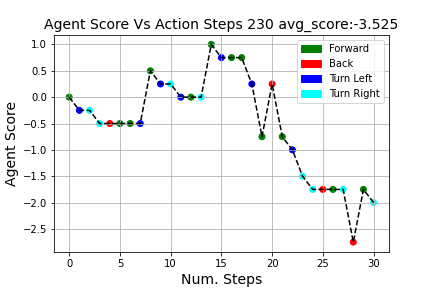 Agent Score Vs Action Steps 230 avg_score:-3.525
1.0
0.5
0.0
−0.5
−1.0
−1.5
−2.0
−2.5
Agent Score
Forward
Back
Turn Left
Turn Right
0 5 10 15 20 25 30
Num. Steps